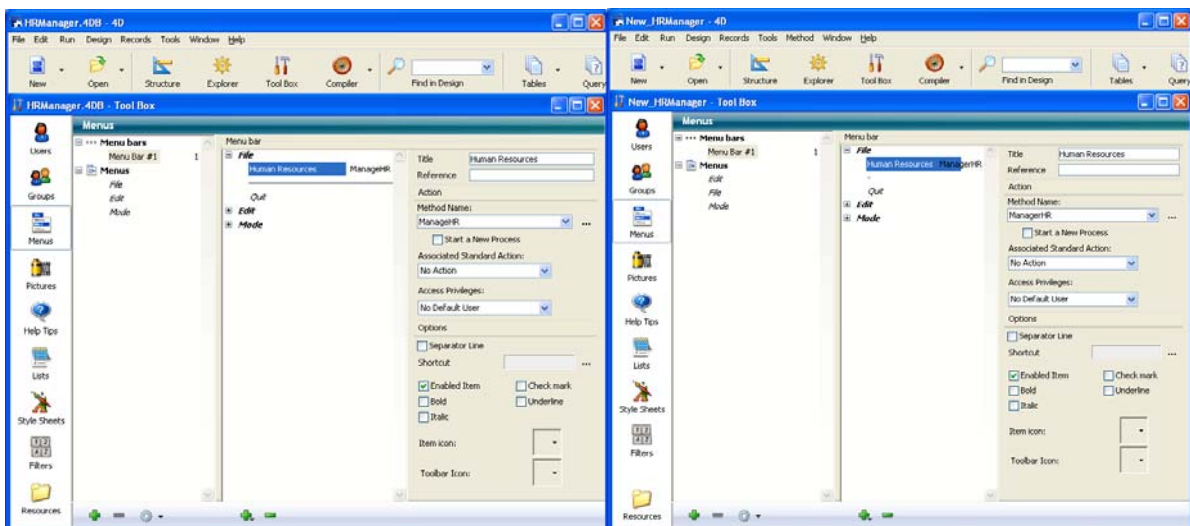 HRManager.4DB - 4D
File Edit Run Design Records Tools Window Help
New Open Structure Explorer Tool Box Compiler Find in Design Tables Query
HRManager.4DB - Tool Box
Users
Groups
Menus
Pictures
Help Tips
Lists
Style Sheets
Filters
Resources
Menus
Menu bars
Menu Bar #1 1
Menus
File
Edit
Mode
Menu bar
File
Human Resources ManageHR
Quit
Edit
Mode
Title Human Resources
Reference
Action
Method Name:
ManageHR ...
Start a New Process
Associated Standard Action:
No Action
Access Privileges:
No Default User
Options
Separator Line
Shortcut ...
Enabled Item Check mark
Bold Underline
Italic
Item icon:
Toolbar Icon:
New_HRManager - 4D
File Edit Run Design Records Tools Method Window Help
New Open Structure Explorer Tool Box Compiler Find in Design Tables Query
New_HRManager - Tool Box
Users
Groups
Menus
Pictures
Help Tips
Lists
Style Sheets
Filters
Resources
Menus
Menu bars
Menu Bar #1 1
Menus
Edit
File
Mode
Menu bar
File
Human Resources ManagerHR
-
Quit
Edit
Mode
Title Human Resources
Reference
Action
Method Name:
ManagerHR ...
Start a New Process
Associated Standard Action:
No Action
Access Privileges:
No Default User
Options
Separator Line
Shortcut ...
Enabled Item Check mark
Bold Underline
Italic
Item icon:
Toolbar Icon: